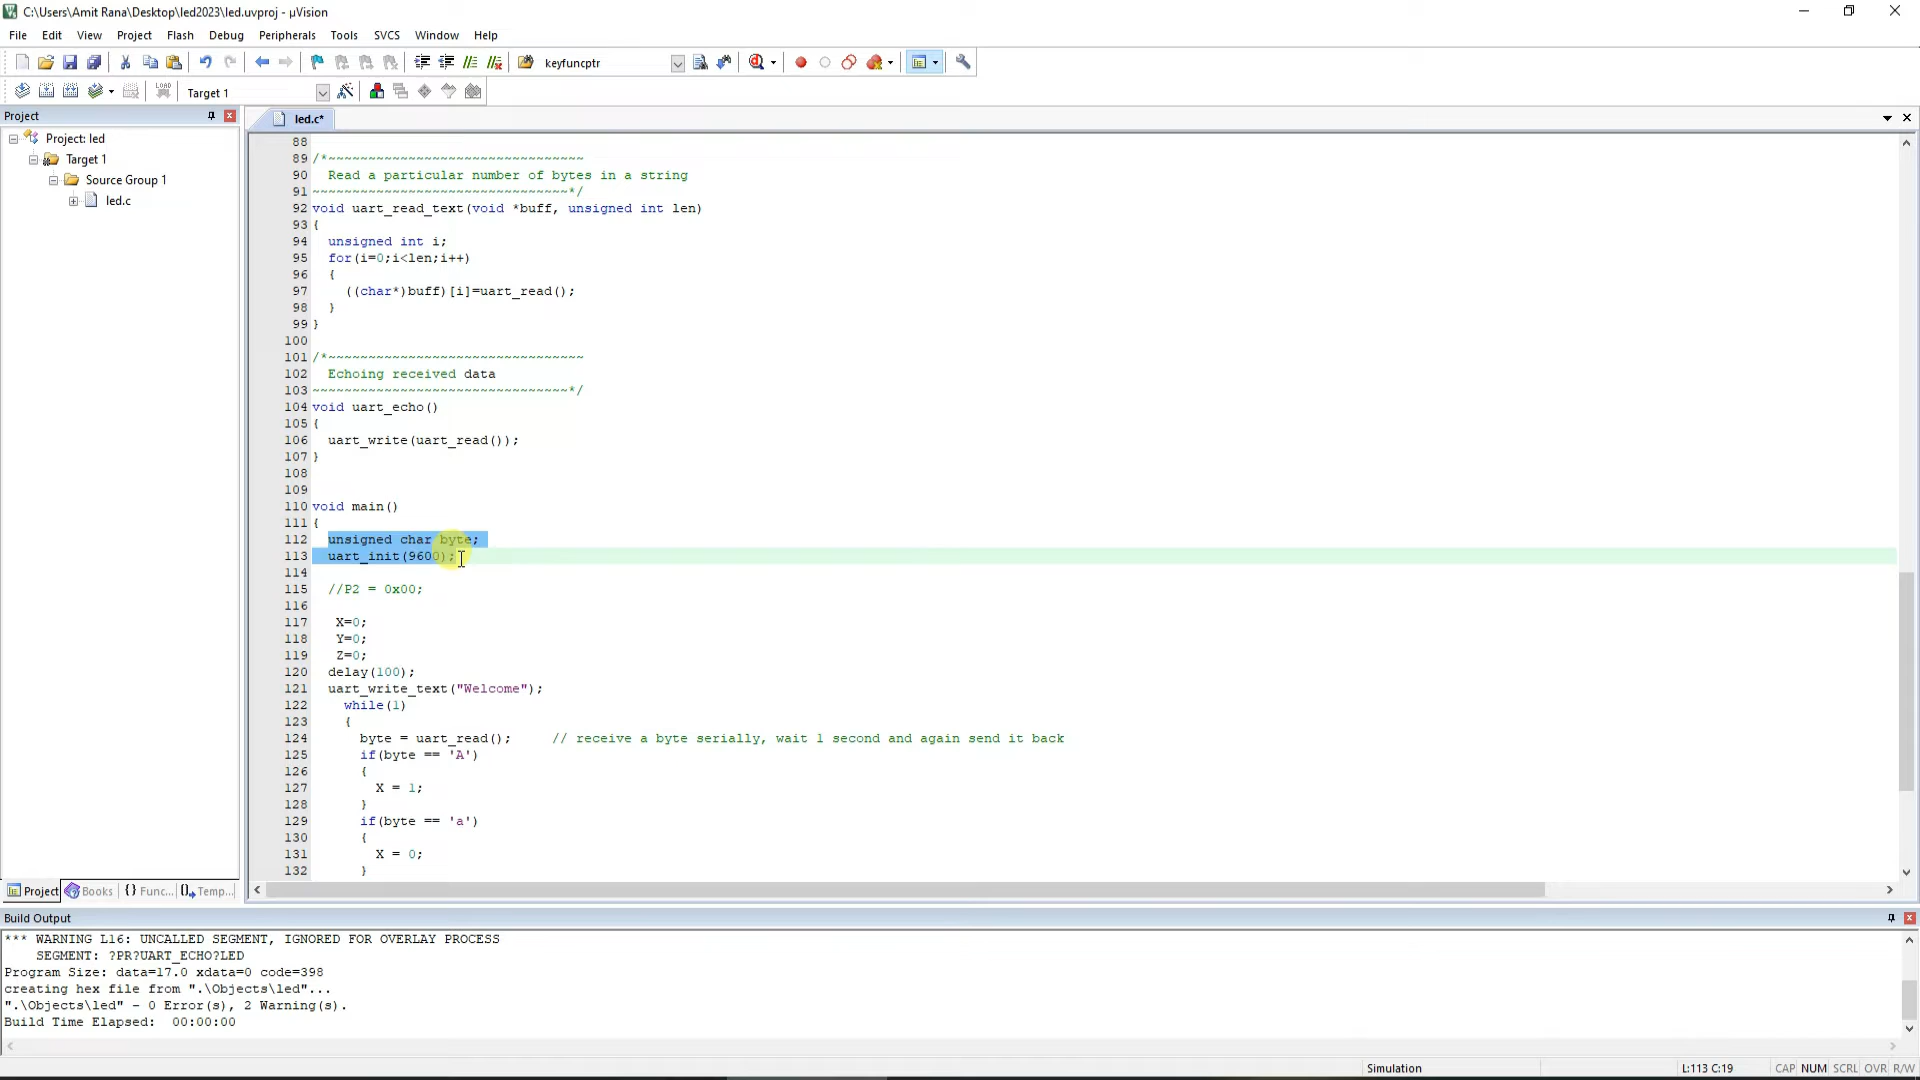 C:\Users\Amit Rana\Desktop\led2023\led.uvproj - µVision
File Edit View Project Flash Debug Peripherals Tools SVCS Window Help
keyfuncptr
LOAD Target 1
Project
led.c*
Project: led
Target 1
Source Group 1
led.c
88
89 /*~~~~~~~~~~~~~~~~~~~~~~~~~~~~~~~~
90 Read a particular number of bytes in a string
91 ~~~~~~~~~~~~~~~~~~~~~~~~~~~~~~~~*/
92 void uart_read_text(void *buff, unsigned int len)
93 {
94 unsigned int i;
95 for(i=0;i<len;i++)
96 {
97 ((char*)buff)[i]=uart_read();
98 }
99 }
100
101 /*~~~~~~~~~~~~~~~~~~~~~~~~~~~~~~~~
102 Echoing received data
103 ~~~~~~~~~~~~~~~~~~~~~~~~~~~~~~~~*/
104 void uart_echo()
105 {
106 uart_write(uart_read());
107 }
108
109
110 void main()
111 {
112 unsigned char byte;
113 uart_init(9600);
114
115 //P2 = 0x00;
116
117 X=0;
118 Y=0;
119 Z=0;
120 delay(100);
121 uart_write_text("Welcome");
122 while(1)
123 {
124 byte = uart_read(); // receive a byte serially, wait 1 second and again send it back
125 if(byte == 'A')
126 {
127 X = 1;
128 }
129 if(byte == 'a')
130 {
131 X = 0;
132 }
Project Books {} Func... Temp...
Build Output
*** WARNING L16: UNCALLED SEGMENT, IGNORED FOR OVERLAY PROCESS
SEGMENT: ?PR?UART_ECHO?LED
Program Size: data=17.0 xdata=0 code=398
creating hex file from ".\Objects\led"...
".\Objects\led" - 0 Error(s), 2 Warning(s).
Build Time Elapsed: 00:00:00
Simulation L:113 C:19 CAP NUM SCRL OVR R/W